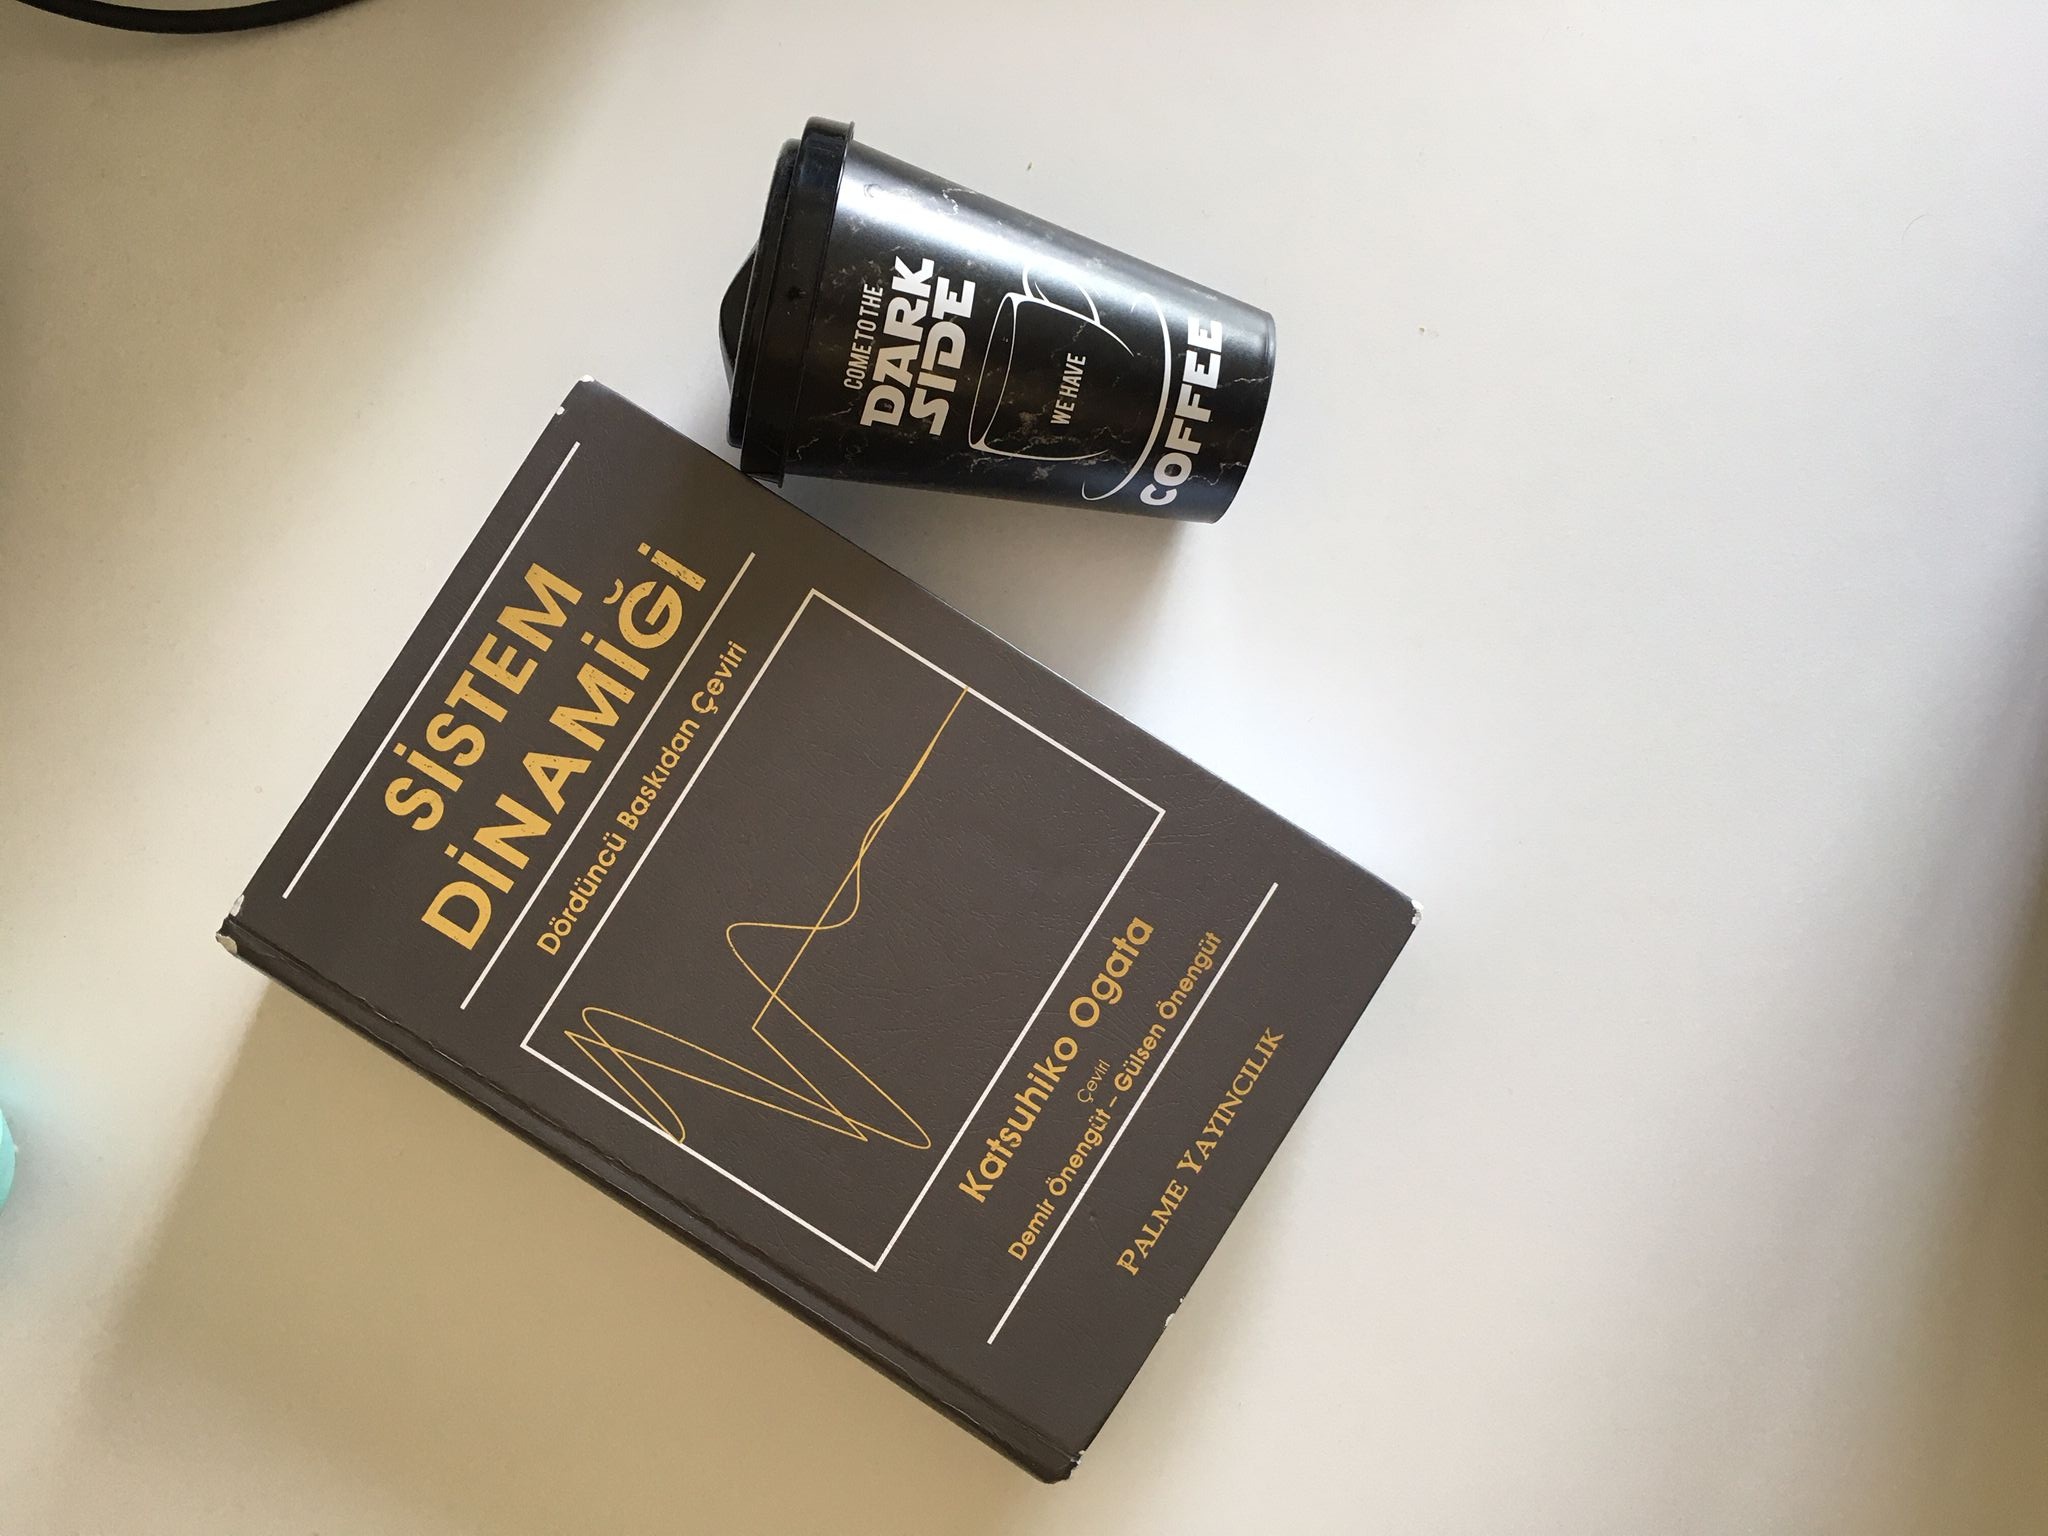 COME TO THE
DARK
SIDE
WE HAVE
COFFEE
SİSTEM
DİNAMİĞİ
Dördüncü Baskıdan Çeviri
Katsuhiko Ogata
Çeviri
Demir Önengüt – Gülsen Önengüt
PALME YAYINCILIK